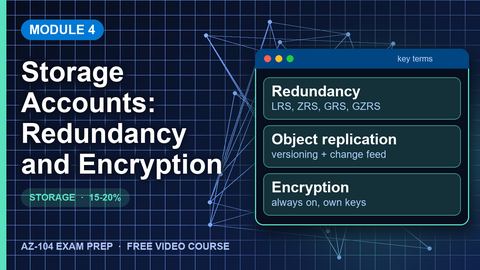 MODULE 4
Storage
Accounts:
Redundancy
and Encryption
STORAGE · 15-20%
AZ-104 EXAM PREP · FREE VIDEO COURSE
key terms
Redundancy
LRS, ZRS, GRS, GZRS
Object replication
versioning + change feed
Encryption
always on, own keys